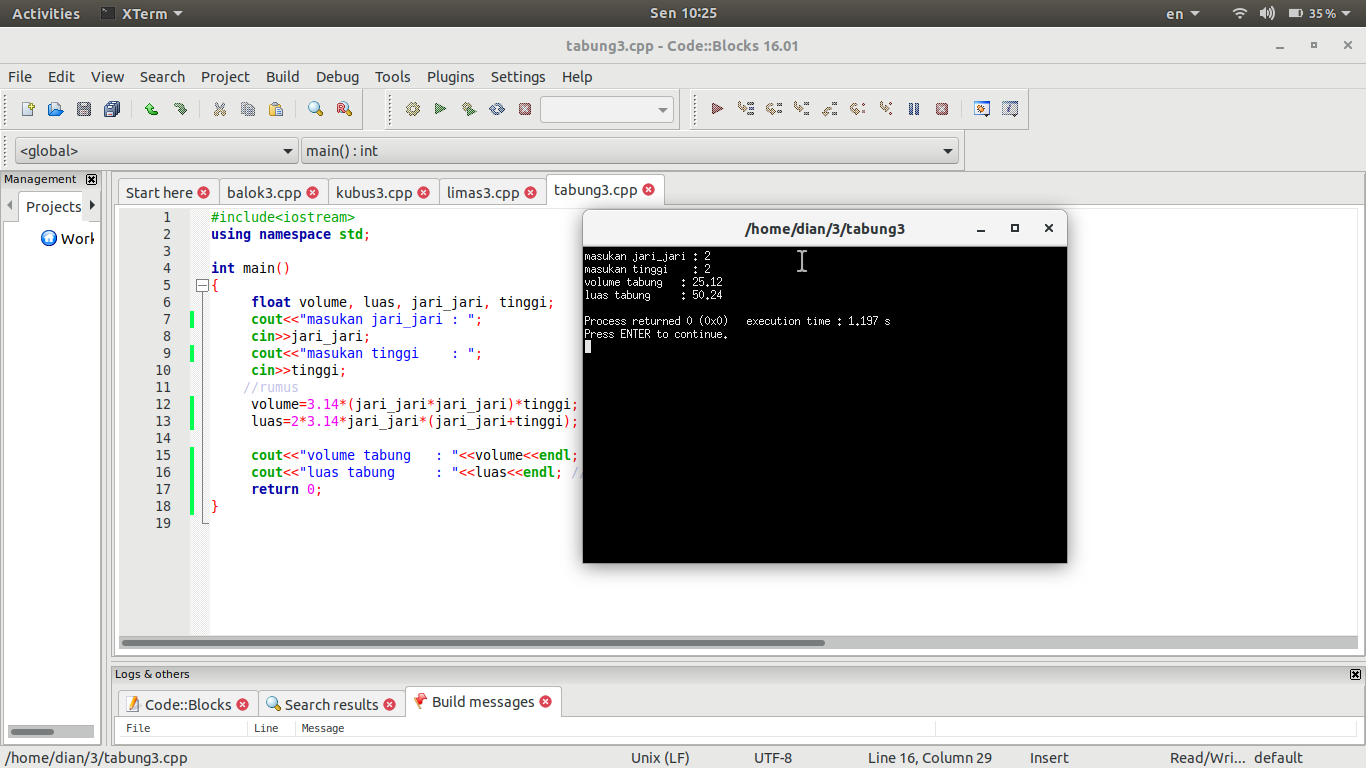 Activities XTerm Sen 10:25 en 35%
tabung3.cpp - Code::Blocks 16.01
File Edit View Search Project Build Debug Tools Plugins Settings Help
<global> main() : int
Management
Projects
Work
Start here balok3.cpp kubus3.cpp limas3.cpp tabung3.cpp
1 #include<iostream>
2 using namespace std;
3
4 int main()
5 {
6 float volume, luas, jari_jari, tinggi;
7 cout<<"masukan jari_jari : ";
8 cin>>jari_jari;
9 cout<<"masukan tinggi    : ";
10 cin>>tinggi;
11 //rumus
12 volume=3.14*(jari_jari*jari_jari)*tinggi;
13 luas=2*3.14*jari_jari*(jari_jari+tinggi);
14
15 cout<<"volume tabung   : "<<volume<<endl;
16 cout<<"luas tabung     : "<<luas<<endl; /
17 return 0;
18 }
19
/home/dian/3/tabung3
masukan jari_jari : 2
masukan tinggi    : 2
volume tabung   : 25.12
luas tabung     : 50.24
Process returned 0 (0x0)   execution time : 1.197 s
Press ENTER to continue.
Logs & others
Code::Blocks Search results Build messages
File Line Message
/home/dian/3/tabung3.cpp Unix (LF) UTF-8 Line 16, Column 29 Insert Read/Wri... default